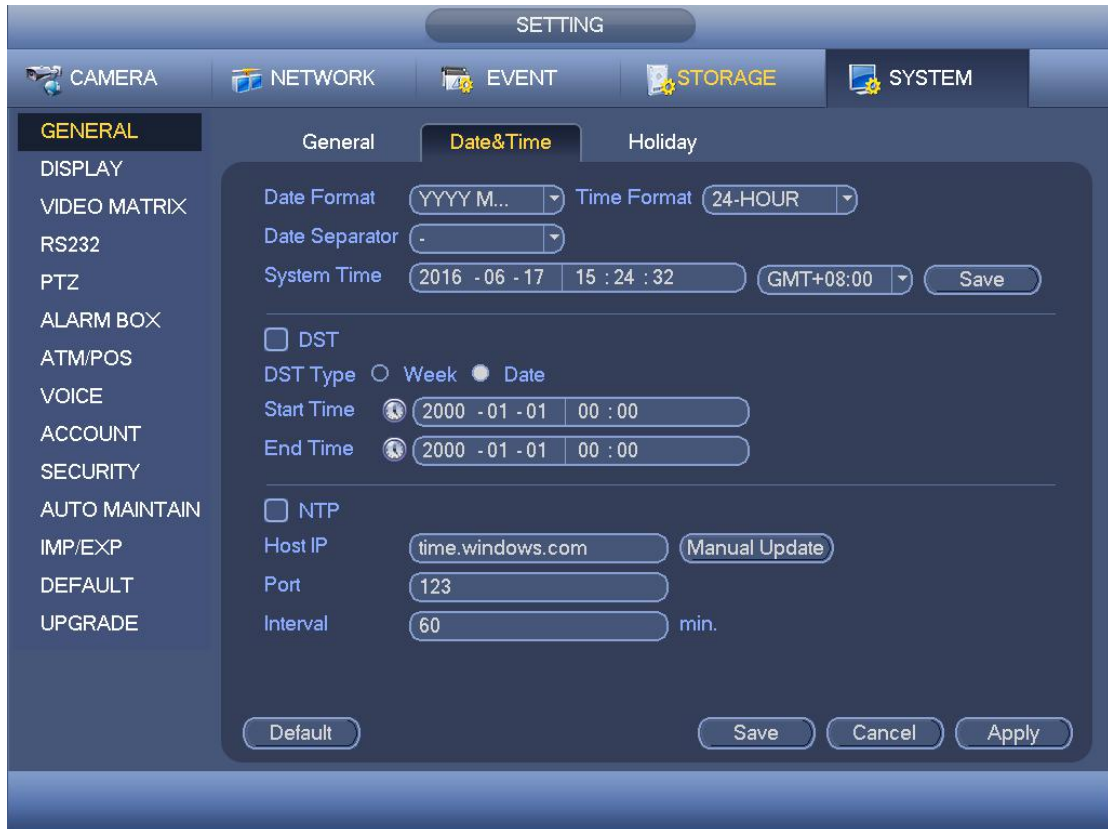 SETTING
CAMERA NETWORK EVENT STORAGE SYSTEM
GENERAL
DISPLAY
VIDEO MATRIX
RS232
PTZ
ALARM BOX
ATM/POS
VOICE
ACCOUNT
SECURITY
AUTO MAINTAIN
IMP/EXP
DEFAULT
UPGRADE
General Date&Time Holiday
Date Format YYYY M... Time Format 24-HOUR
Date Separator -
System Time 2016 - 06 - 17 15 : 24 : 32 GMT+08:00 Save
DST
DST Type Week Date
Start Time 2000 - 01 - 01 00 : 00
End Time 2000 - 01 - 01 00 : 00
NTP
Host IP time.windows.com Manual Update
Port 123
Interval 60 min.
Default Save Cancel Apply